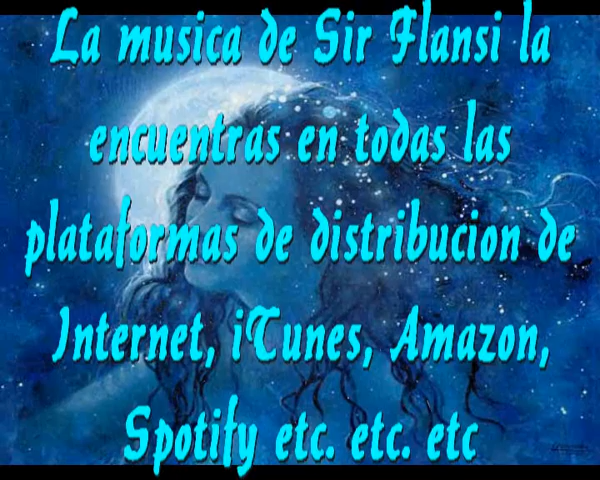 La musica de Sir Flansi la
encuentras en todas las
plataformas de distribucion de
Internet, iTunes, Amazon,
Spotify etc. etc. etc